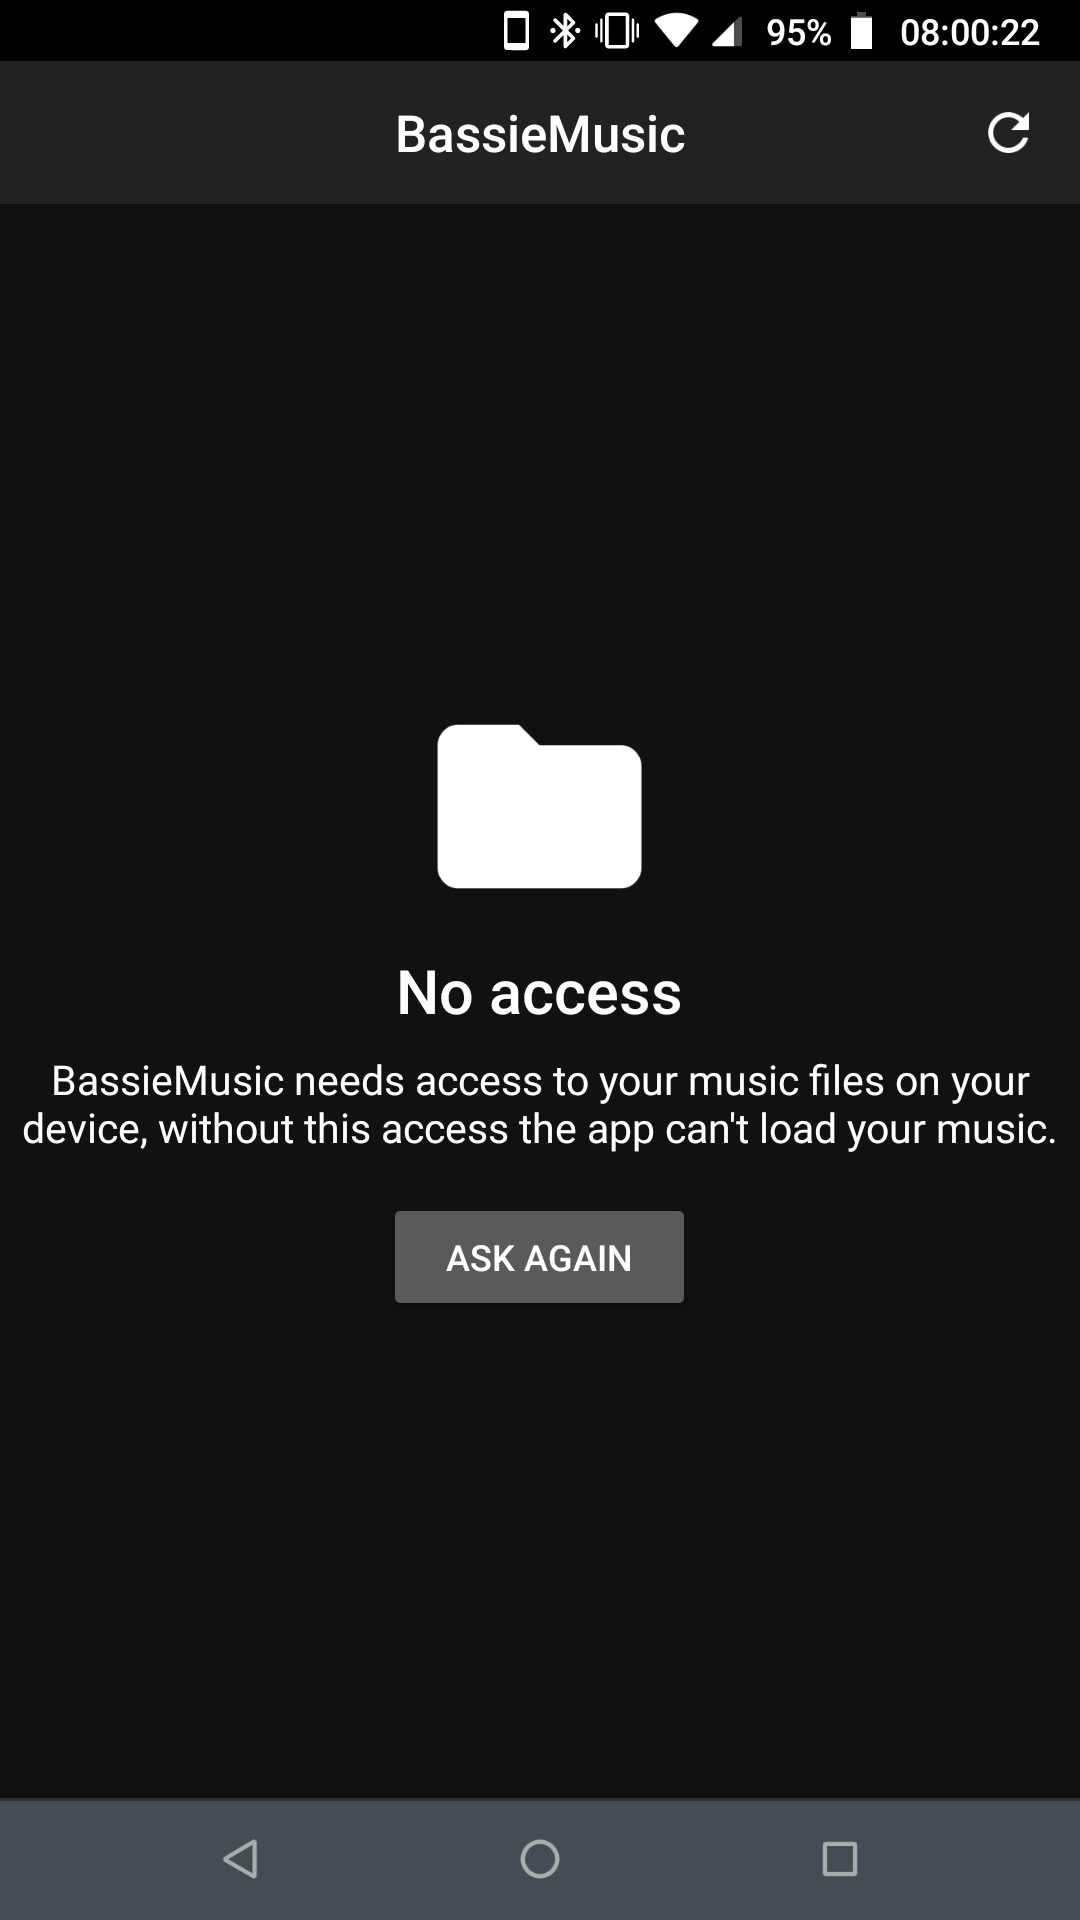 95% 08:00:22
BassieMusic
No access
BassieMusic needs access to your music files on your
device, without this access the app can't load your music.
ASK AGAIN